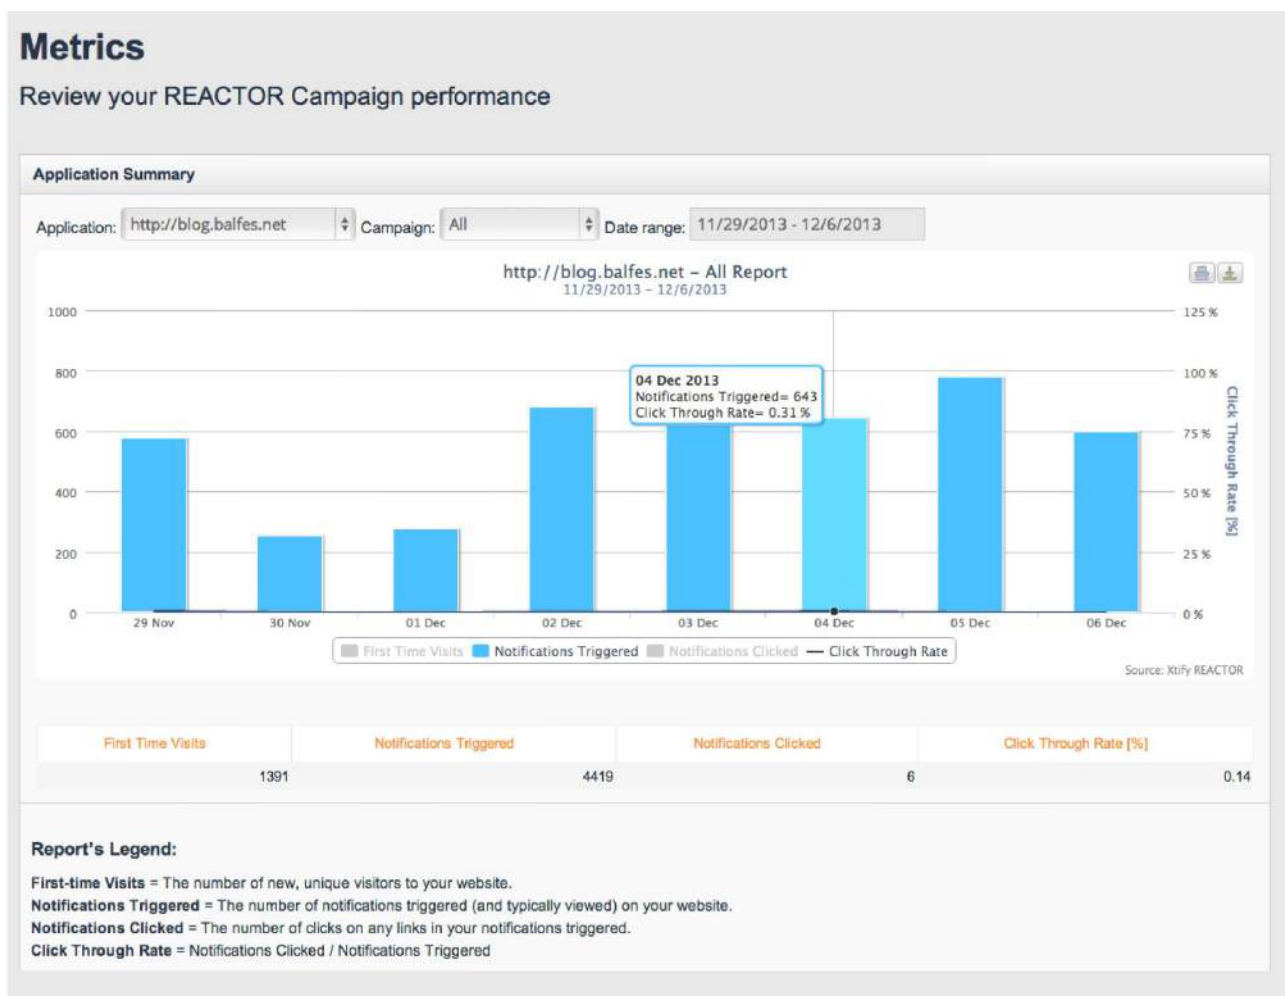 Metrics
Review your REACTOR Campaign performance
Application Summary
Application: http://blog.balfes.net Campaign: All Date range: 11/29/2013 - 12/6/2013
http://blog.balfes.net – All Report
11/29/2013 – 12/6/2013
1000 125 %
800 100 %
600 75 %
400 50 %
200 25 %
0 0 %
Click Through Rate [%]
04 Dec 2013
Notifications Triggered= 643
Click Through Rate= 0.31 %
29 Nov 30 Nov 01 Dec 02 Dec 03 Dec 04 Dec 05 Dec 06 Dec
First Time Visits Notifications Triggered Notifications Clicked Click Through Rate
Source: Xtify REACTOR
First Time Visits Notifications Triggered Notifications Clicked Click Through Rate [%]
1391 4419 6 0.14
Report's Legend:
First-time Visits = The number of new, unique visitors to your website.
Notifications Triggered = The number of notifications triggered (and typically viewed) on your website.
Notifications Clicked = The number of clicks on any links in your notifications triggered.
Click Through Rate = Notifications Clicked / Notifications Triggered